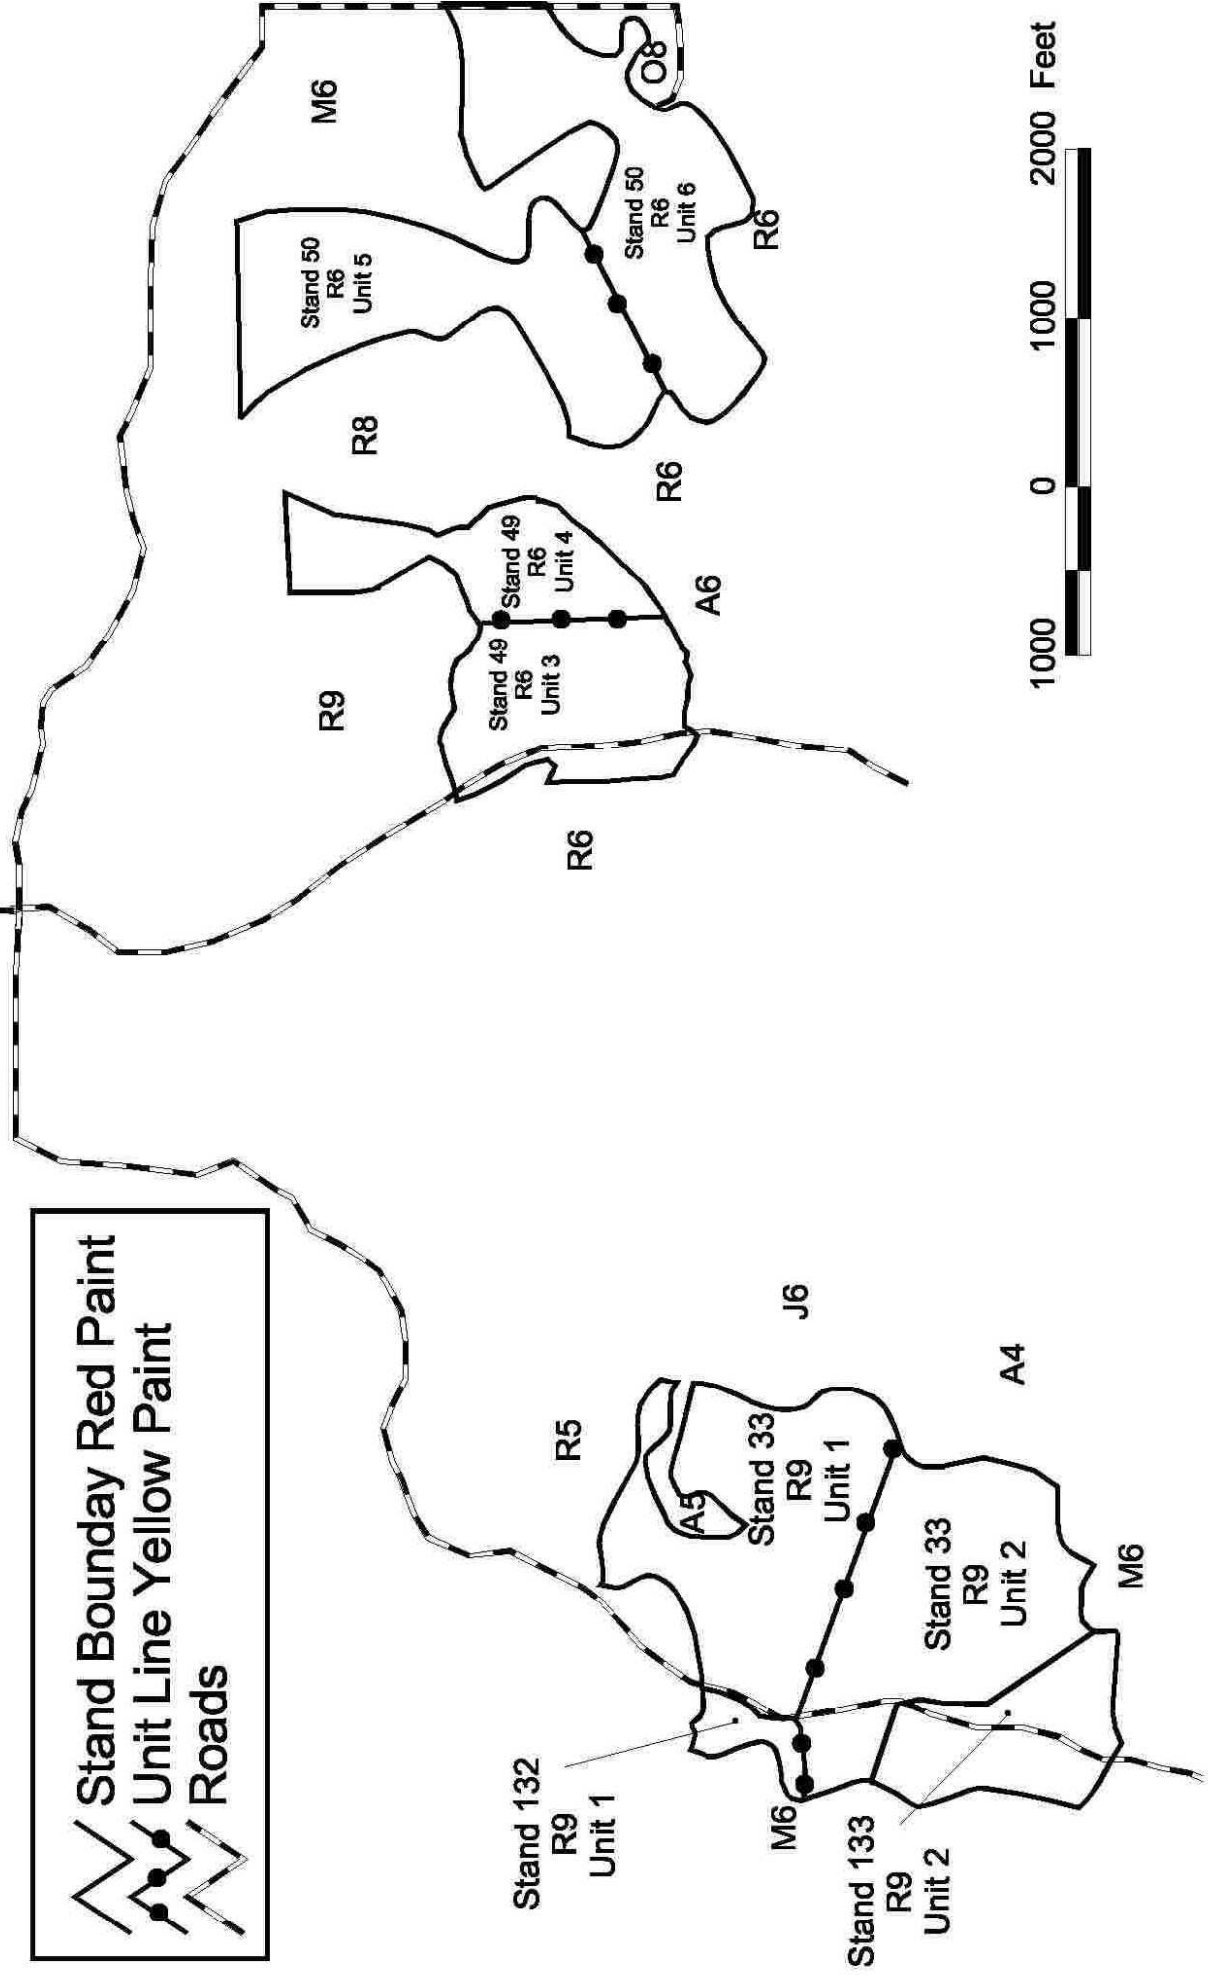 Stand Bounday Red Paint
Unit Line Yellow Paint
Roads
Stand 132
R9
Unit 1
M6
Stand 133
R9
Unit 2
R5
A5
Stand 33
R9
Unit 1
J6
Stand 33
R9
Unit 2
A4
M6
R9
R6
Stand 49
R6
Unit 3
Stand 49
R6
Unit 4
A6
R8
R6
Stand 50
R6
Unit 5
M6
Stand 50
R6
Unit 6
R6
O8
1000 0 1000 2000 Feet